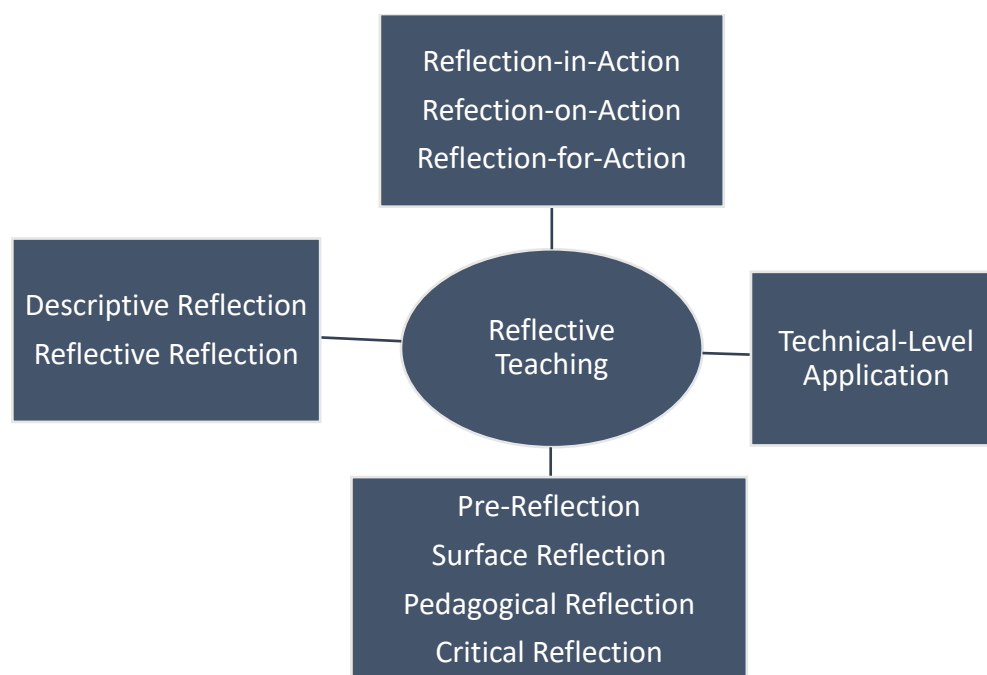 Reflection-in-Action
Refection-on-Action
Reflection-for-Action
Descriptive Reflection
Reflective Reflection
Reflective
Teaching
Technical-Level
Application
Pre-Reflection
Surface Reflection
Pedagogical Reflection
Critical Reflection